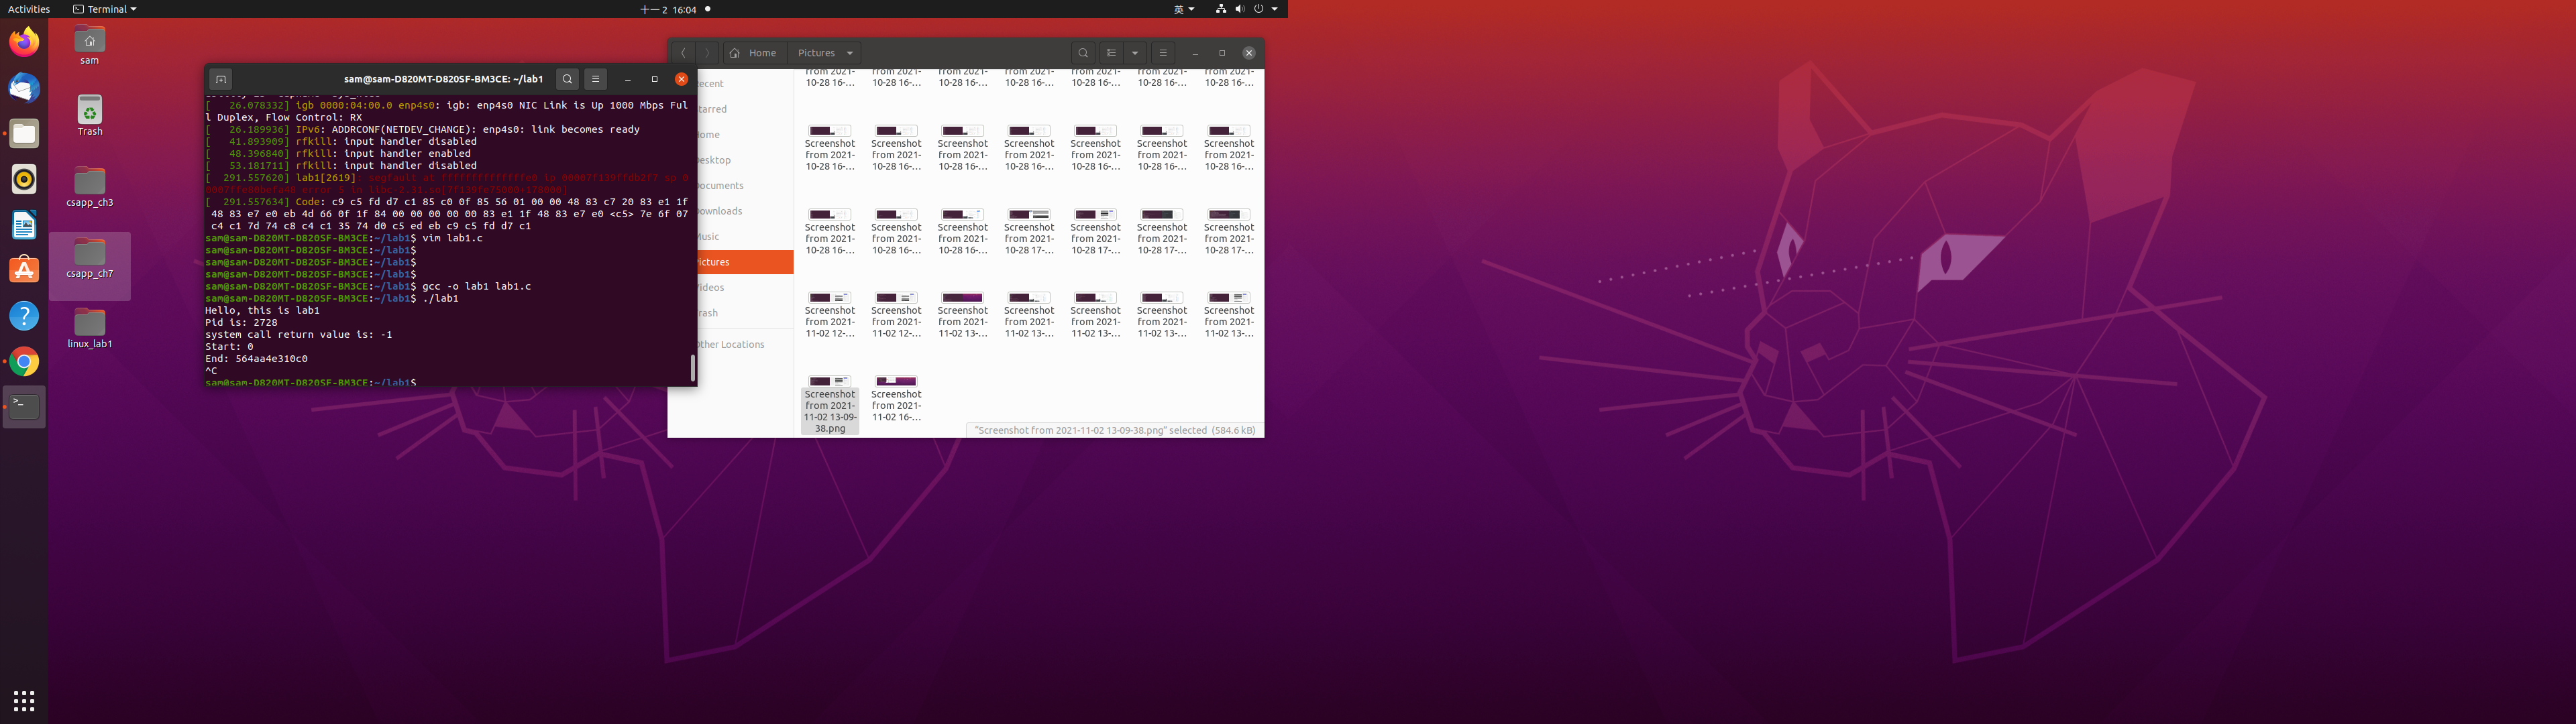 Activities
Terminal
十一 2 16:04
英
sam
Trash
csapp_ch3
csapp_ch7
linux_lab1
sam@sam-D820MT-D820SF-BM3CE: ~/lab1
[   26.078332] igb 0000:04:00.0 enp4s0: igb: enp4s0 NIC Link is Up 1000 Mbps Ful
l Duplex, Flow Control: RX
[   26.189936] IPv6: ADDRCONF(NETDEV_CHANGE): enp4s0: link becomes ready
[   41.893909] rfkill: input handler disabled
[   48.396840] rfkill: input handler enabled
[   53.181711] rfkill: input handler disabled
[  291.557620] lab1[2619]: segfault at ffffffffffffffe0 ip
error 5 in libc-2.31.so
[  291.557634] Code: c9 c5 fd d7 c1 85 c0 0f 85 56 01 00 00 48 83 c7 20 83 e1 1f
48 83 e7 e0 eb 4d 66 0f 1f 84 00 00 00 00 00 83 e1 1f 48 83 e7 e0 <c5> 7e 6f 07
c4 c1 7d 74 c8 c4 c1 35 74 d0 c5 ed eb c9 c5 fd d7 c1
sam@sam-D820MT-D820SF-BM3CE:~/lab1$ vim lab1.c
sam@sam-D820MT-D820SF-BM3CE:~/lab1$
sam@sam-D820MT-D820SF-BM3CE:~/lab1$
sam@sam-D820MT-D820SF-BM3CE:~/lab1$
sam@sam-D820MT-D820SF-BM3CE:~/lab1$ gcc -o lab1 lab1.c
sam@sam-D820MT-D820SF-BM3CE:~/lab1$ ./lab1
Hello, this is lab1
Pid is: 2728
system call return value is: -1
Start: 0
End: 564aa4e310c0
^C
sam@sam-D820MT-D820SF-BM3CE:~/lab1$
Home
Pictures
ecent
tarred
ome
esktop
ocuments
ownloads
usic
ictures
ideos
rash
ther Locations
from 2021- from 2021- from 2021- from 2021- from 2021- from 2021- from 2021-
10-28 16-… 10-28 16-… 10-28 16-… 10-28 16-… 10-28 16-… 10-28 16-… 10-28 16-…
Screenshot Screenshot Screenshot Screenshot Screenshot Screenshot Screenshot
from 2021- from 2021- from 2021- from 2021- from 2021- from 2021- from 2021-
10-28 16-… 10-28 16-… 10-28 16-… 10-28 16-… 10-28 16-… 10-28 16-… 10-28 16-…
Screenshot Screenshot Screenshot Screenshot Screenshot Screenshot Screenshot
from 2021- from 2021- from 2021- from 2021- from 2021- from 2021- from 2021-
10-28 16-… 10-28 16-… 10-28 16-… 10-28 16-… 10-28 17-… 10-28 17-… 10-28 17-…
Screenshot Screenshot Screenshot Screenshot Screenshot Screenshot Screenshot
from 2021- from 2021- from 2021- from 2021- from 2021- from 2021- from 2021-
11-02 12-… 11-02 12-… 11-02 13-… 11-02 13-… 11-02 13-… 11-02 13-… 11-02 13-…
Screenshot Screenshot
from 2021- from 2021-
11-02 13-09- 11-02 16-…
38.png
"Screenshot from 2021-11-02 13-09-38.png" selected (584.6 kB)